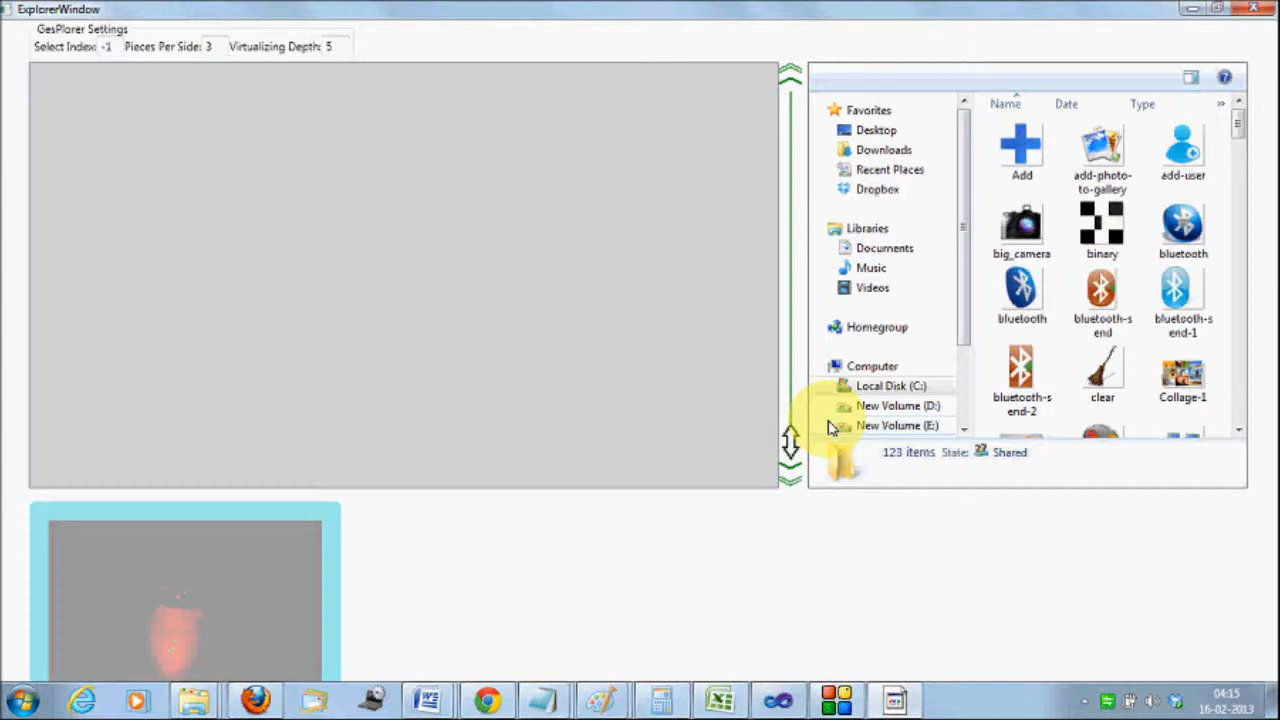 ExplorerWindow
GesPlorer Settings
Select Index: -1 Pieces Per Side: 3 Virtualizing Depth: 5
Favorites
Desktop
Downloads
Recent Places
Dropbox
Libraries
Documents
Music
Videos
Homegroup
Computer
Local Disk (C:)
New Volume (D:)
New Volume (E:)
Name Date Type »
Add add-photo-to-gallery add-user
big_camera binary bluetooth
bluetooth bluetooth-send bluetooth-send-1
bluetooth-send-2 clear Collage-1
123 items State: Shared
04:15
16-02-2013